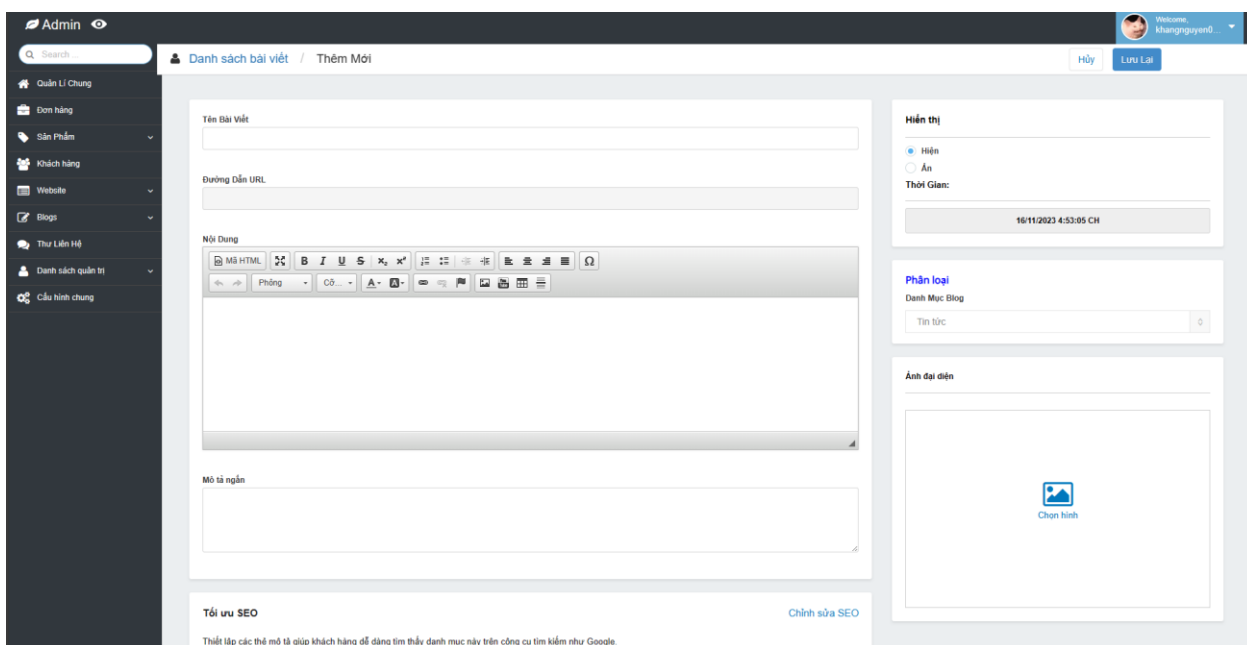 Admin
Welcome,
khangnguyen0...
Search ...
Danh sách bài viết / Thêm Mới
Hủy
Lưu Lại
Quản Lí Chung
Đơn hàng
Sản Phẩm
Khách hàng
Website
Blogs
Thư Liên Hệ
Danh sách quản trị
Cấu hình chung
Tên Bài Viết
Đường Dẫn URL
Nội Dung
Mã HTML
B I U S x₂ x² Ω
Phông
Cỡ...
A A
Mô tả ngắn
Tối ưu SEO
Chỉnh sửa SEO
Thiết lập các thẻ mô tả giúp khách hàng dễ dàng tìm thấy danh mục này trên công cụ tìm kiếm như Google.
Hiển thị
Hiện
Ẩn
Thời Gian:
16/11/2023 4:53:05 CH
Phân loại
Danh Mục Blog
Tin tức
Ảnh đại diện
Chọn hình